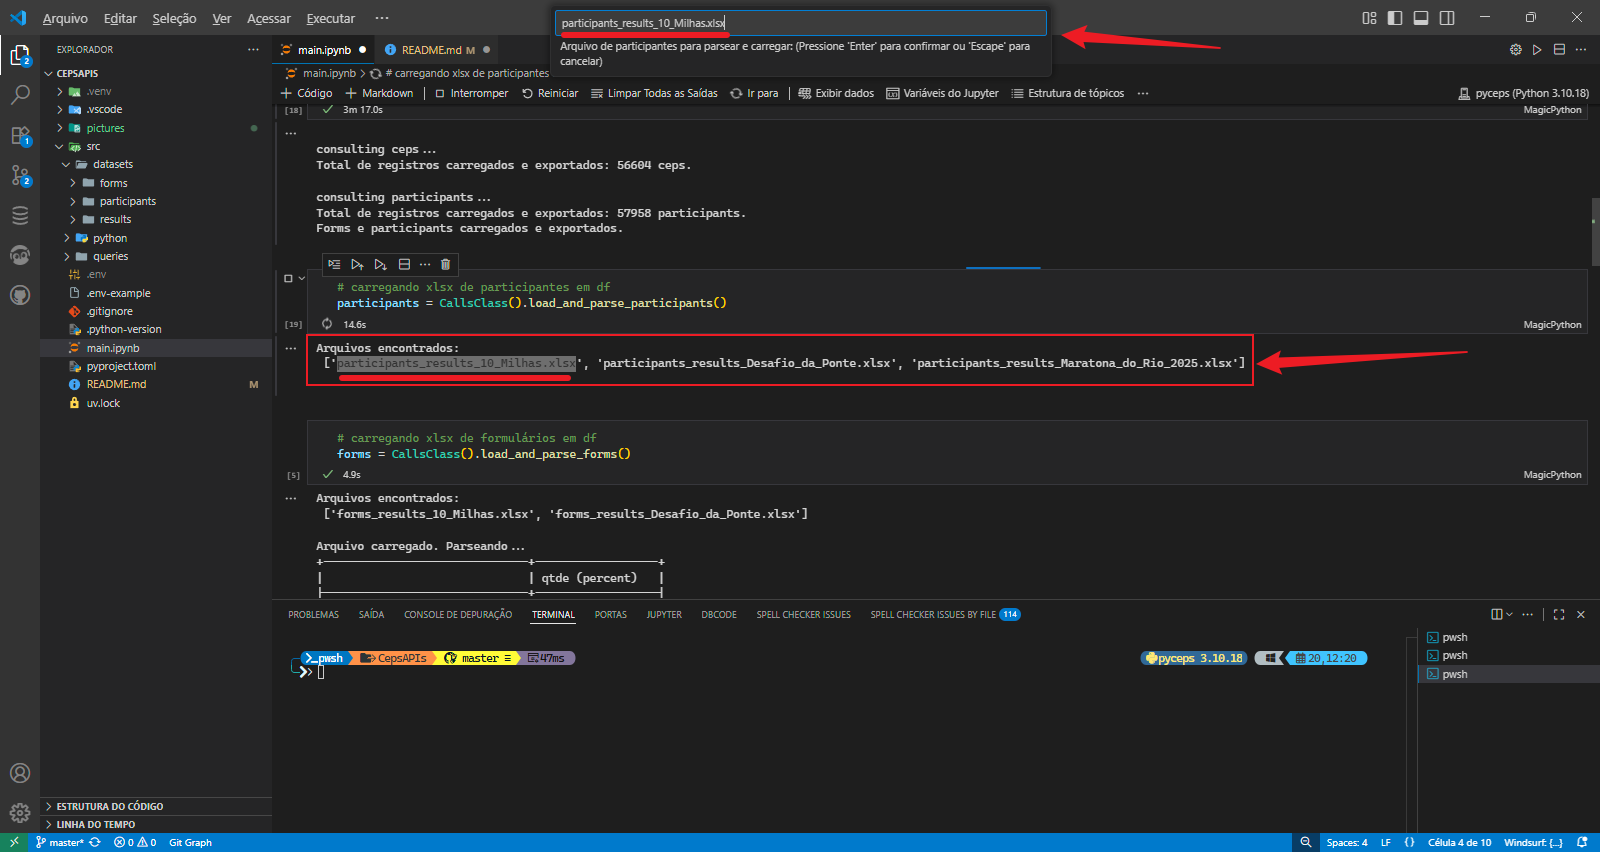 Arquivo Editar Seleção Ver Acessar Executar ···
participants_results_10_Milhas.xlsx
Arquivo de participantes para parsear e carregar: (Pressione 'Enter' para confirmar ou 'Escape' para
cancelar)
EXPLORADOR ···
main.ipynb
README.md M
CEPSAPIS
main.ipynb > # carregando xlsx de participantes
.venv
.vscode
pictures
src
datasets
forms
participants
results
python
queries
.env
.env-example
.gitignore
.python-version
main.ipynb
pyproject.toml
README.md M
uv.lock
ESTRUTURA DO CÓDIGO
LINHA DO TEMPO
2
1
2
+ Código + Markdown Interromper Reiniciar Limpar Todas as Saídas Ir para Exibir dados Variáveis do Jupyter Estrutura de tópicos ··· pyceps (Python 3.10.18)
[18] 3m 17.0s MagicPython
···
consulting ceps...
Total de registros carregados e exportados: 56604 ceps.
consulting participants...
Total de registros carregados e exportados: 57958 participants.
Forms e participants carregados e exportados.
# carregando xlsx de participantes em df
participants = CallsClass().load_and_parse_participants()
[19] 14.6s MagicPython
··· Arquivos encontrados:
['participants_results_10_Milhas.xlsx', 'participants_results_Desafio_da_Ponte.xlsx', 'participants_results_Maratona_do_Rio_2025.xlsx']
# carregando xlsx de formulários em df
forms = CallsClass().load_and_parse_forms()
[5] 4.9s MagicPython
··· Arquivos encontrados:
['forms_results_10_Milhas.xlsx', 'forms_results_Desafio_da_Ponte.xlsx']
Arquivo carregado. Parseando...
| | qtde (percent) |
PROBLEMAS SAÍDA CONSOLE DE DEPURAÇÃO TERMINAL PORTAS JUPYTER DBCODE SPELL CHECKER ISSUES SPELL CHECKER ISSUES BY FILE 114
pwsh CepsAPIs master ≡ 47ms pyceps 3.10.18 20,12:20
pwsh
pwsh
pwsh
master* 0 0 Git Graph Spaces: 4 LF {} Célula 4 de 10 Windsurf: {...}